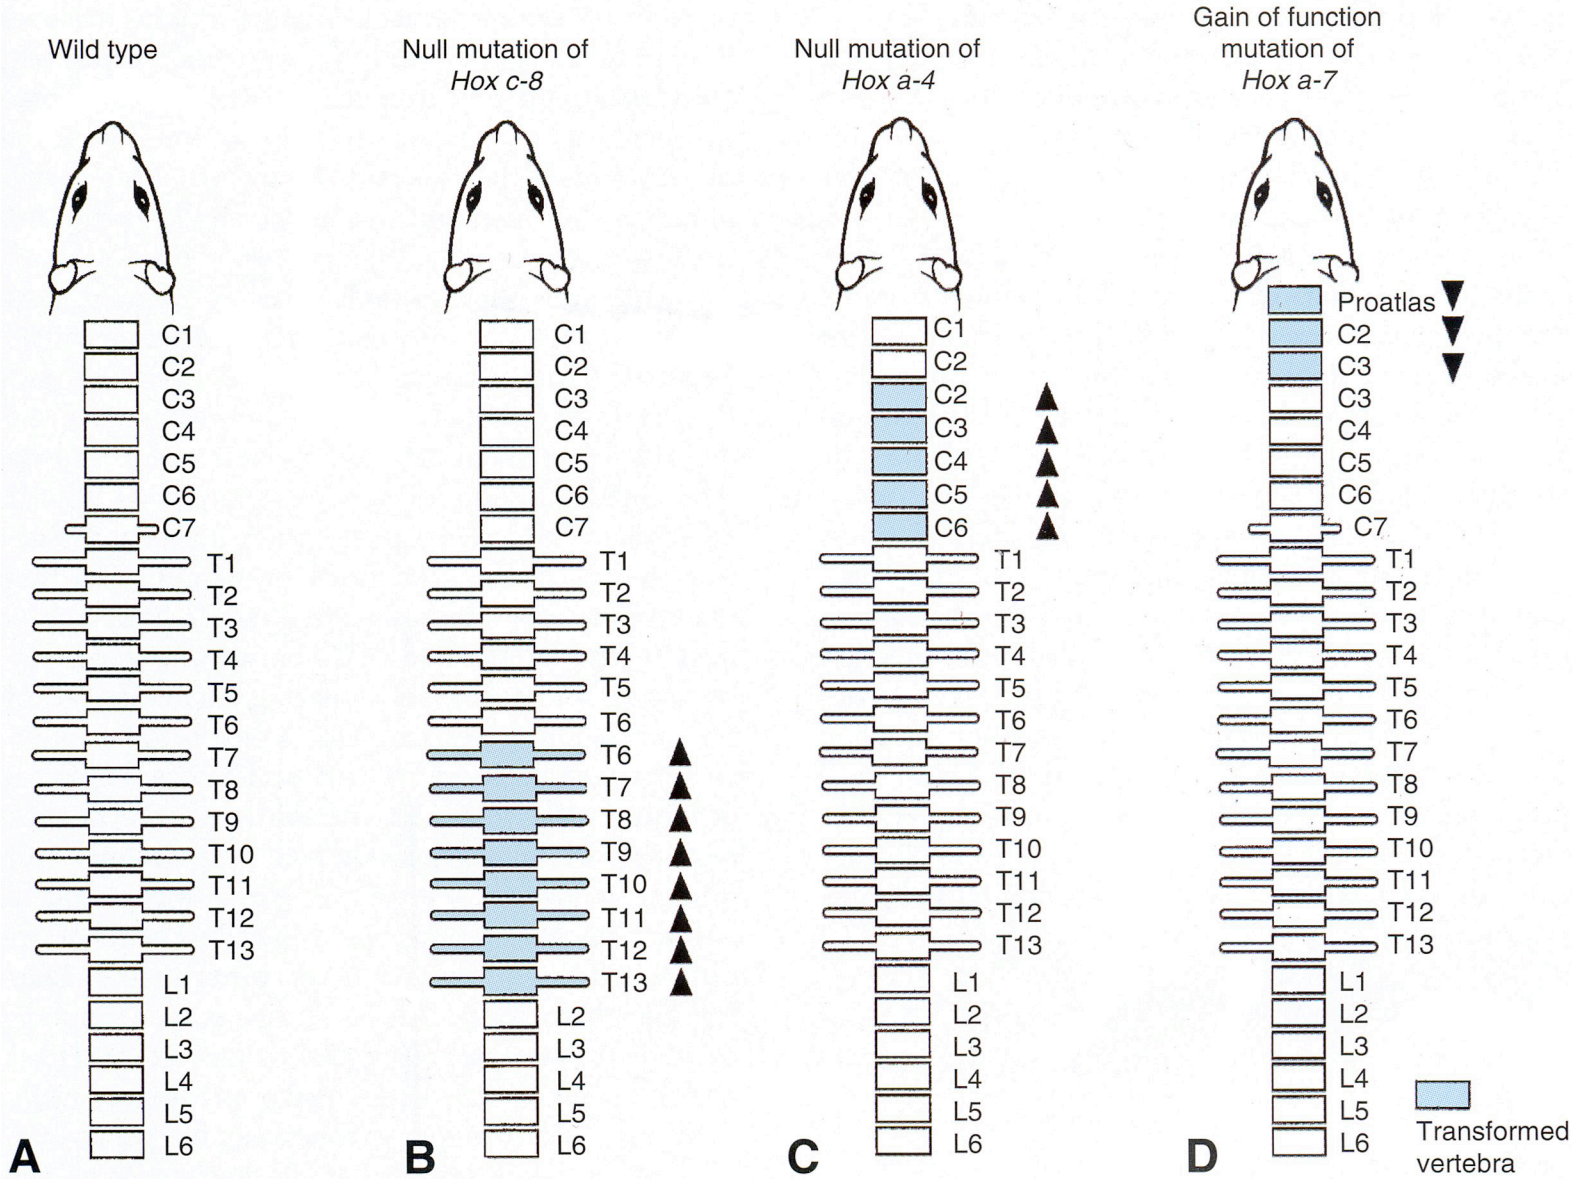 Wild type
Null mutation of
Hox c-8
Null mutation of
Hox a-4
Gain of function
mutation of
Hox a-7
C1
C2
C3
C4
C5
C6
C7
T1
T2
T3
T4
T5
T6
T7
T8
T9
T10
T11
T12
T13
L1
L2
L3
L4
L5
L6
A
C1
C2
C3
C4
C5
C6
C7
T1
T2
T3
T4
T5
T6
T6
T7
T8
T9
T10
T11
T12
T13
L2
L3
L4
L5
L6
B
C1
C2
C2
C3
C4
C5
C6
T1
T2
T3
T4
T5
T6
T7
T8
T9
T10
T11
T12
T13
L1
L2
L3
L4
L5
L6
C
Proatlas
C2
C3
C3
C4
C5
C6
C7
T1
T2
T3
T4
T5
T6
T7
T8
T9
T10
T11
T12
T13
L1
L2
L3
L4
L5
L6
D
Transformed
vertebra